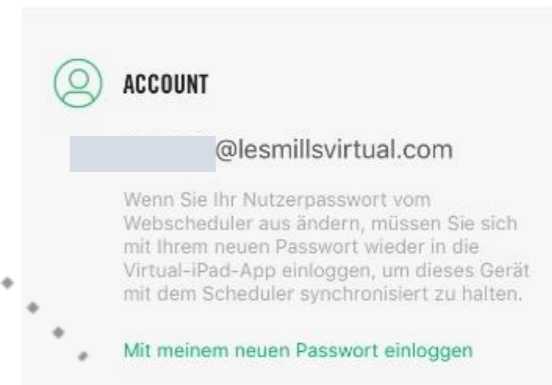 ACCOUNT
@lesmillsvirtual.com
Wenn Sie Ihr Nutzerpasswort vom
Webscheduler aus ändern, müssen Sie sich
mit Ihrem neuen Passwort wieder in die
Virtual-iPad-App einloggen, um dieses Gerät
mit dem Scheduler synchronisiert zu halten.
Mit meinem neuen Passwort einloggen